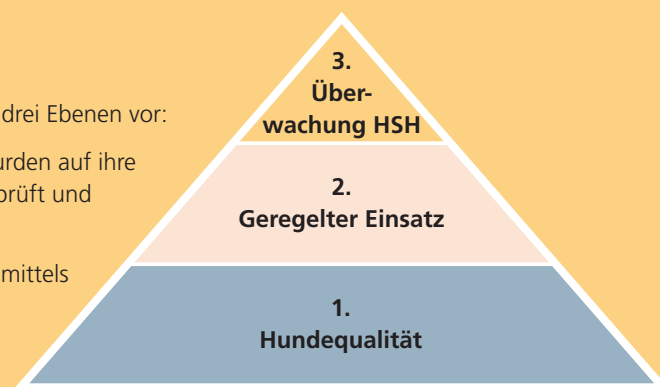 drei Ebenen vor:
urden auf ihre
prüft und
mittels
3.
Über-
wachung HSH
2.
Geregelter Einsatz
1.
Hundequalität